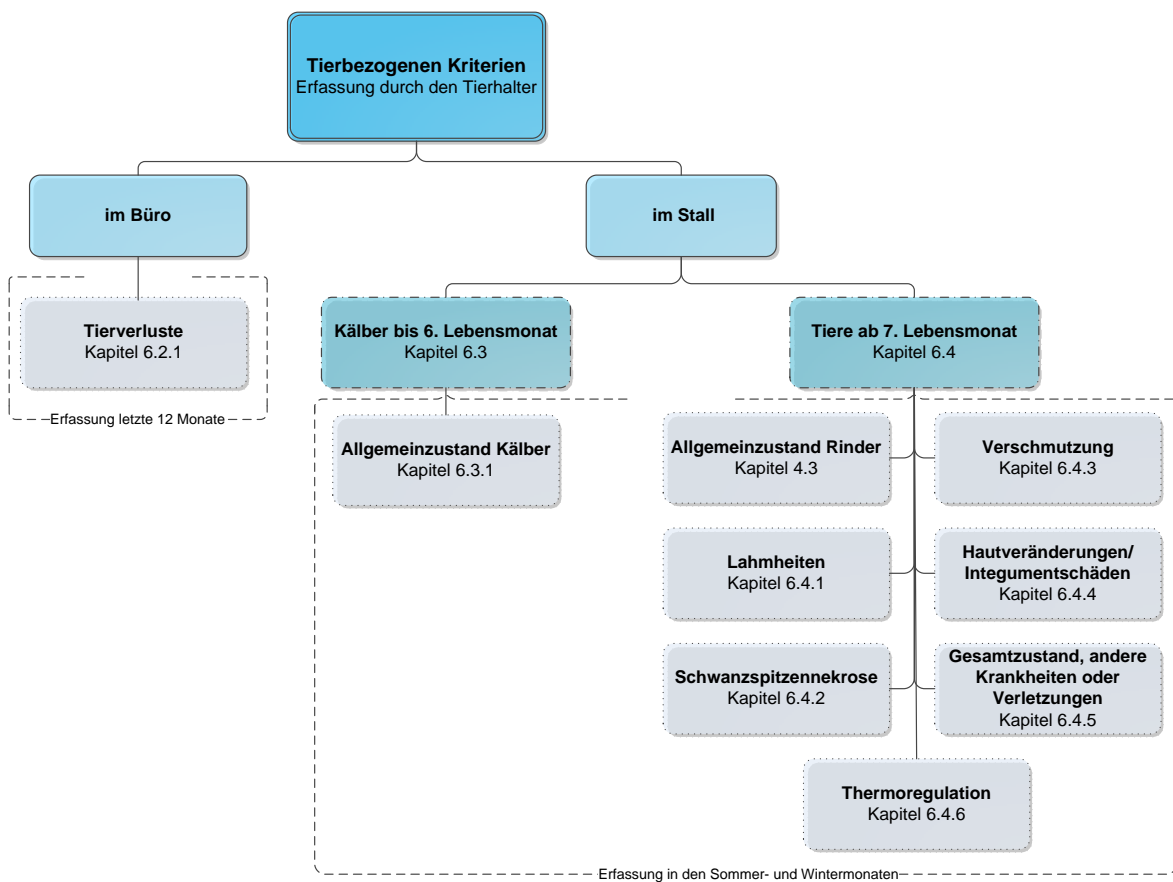 Tierbezogenen Kriterien
Erfassung durch den Tierhalter
im Büro
im Stall
Tierverluste
Kapitel 6.2.1
Erfassung letzte 12 Monate
Kälber bis 6. Lebensmonat
Kapitel 6.3
Tiere ab 7. Lebensmonat
Kapitel 6.4
Allgemeinzustand Kälber
Kapitel 6.3.1
Allgemeinzustand Rinder
Kapitel 4.3
Verschmutzung
Kapitel 6.4.3
Lahmheiten
Kapitel 6.4.1
Hautveränderungen/
Integumentschäden
Kapitel 6.4.4
Schwanzspitzennekrose
Kapitel 6.4.2
Gesamtzustand, andere
Krankheiten oder
Verletzungen
Kapitel 6.4.5
Thermoregulation
Kapitel 6.4.6
Erfassung in den Sommer- und Wintermonaten